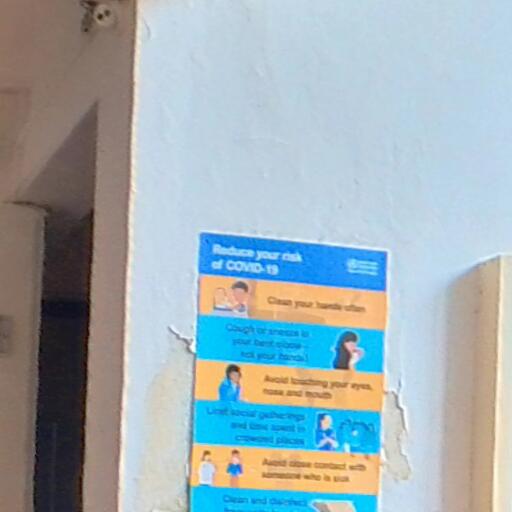 Reduce your risk
of COVID-19
Clean your hands often
Cough or sneeze in
your bent elbow -
not your hands!
Avoid touching your eyes,
nose and mouth
Limit social gatherings
and time spent in
crowded places
Avoid close contact with
someone who is sick
Clean and disinfect